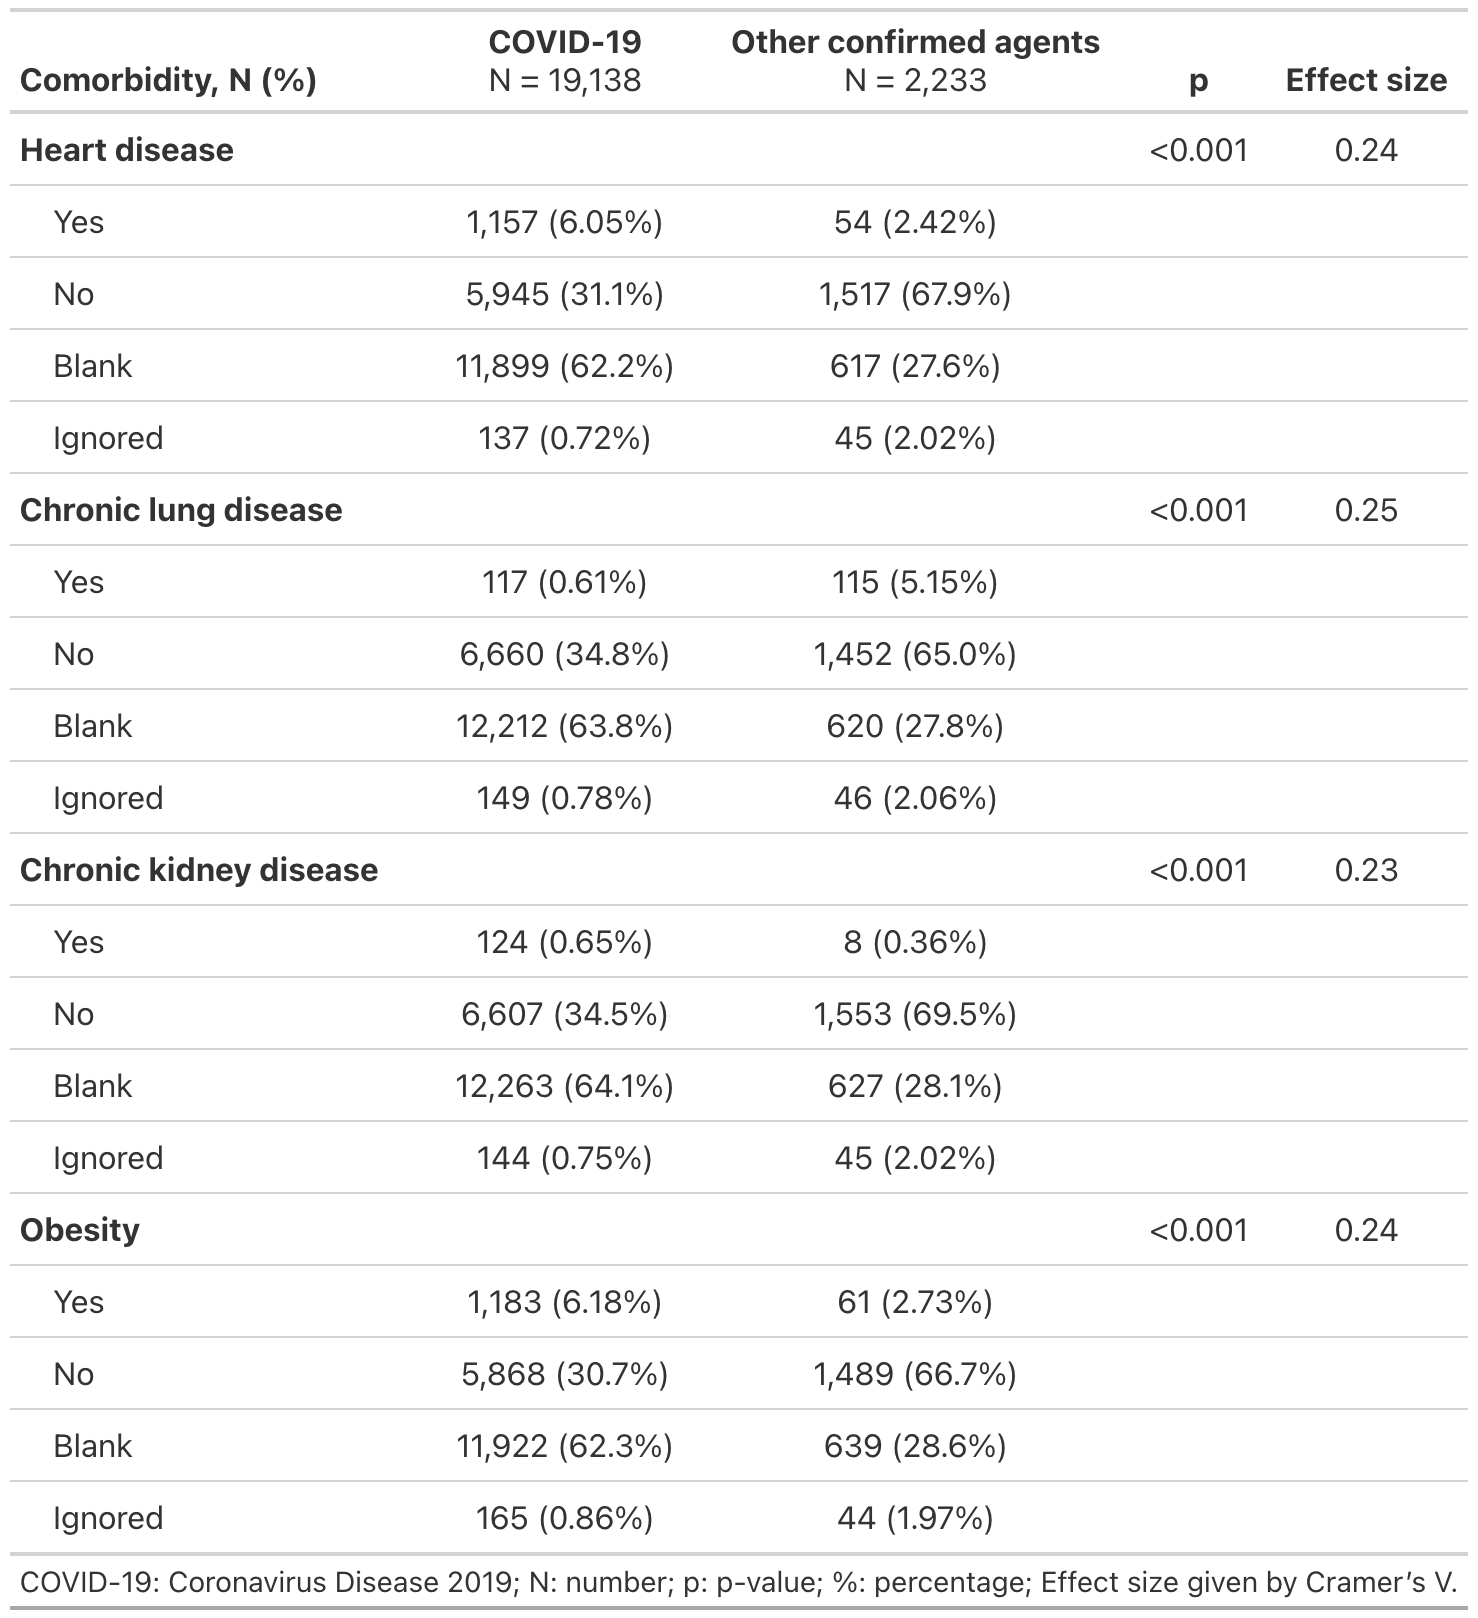 Comorbidity, N (%) COVID-19 N = 19,138 Other confirmed agents N = 2,233 p Effect size
Heart disease <0.001 0.24
Yes 1,157 (6.05%) 54 (2.42%)
No 5,945 (31.1%) 1,517 (67.9%)
Blank 11,899 (62.2%) 617 (27.6%)
Ignored 137 (0.72%) 45 (2.02%)
Chronic lung disease <0.001 0.25
Yes 117 (0.61%) 115 (5.15%)
No 6,660 (34.8%) 1,452 (65.0%)
Blank 12,212 (63.8%) 620 (27.8%)
Ignored 149 (0.78%) 46 (2.06%)
Chronic kidney disease <0.001 0.23
Yes 124 (0.65%) 8 (0.36%)
No 6,607 (34.5%) 1,553 (69.5%)
Blank 12,263 (64.1%) 627 (28.1%)
Ignored 144 (0.75%) 45 (2.02%)
Obesity <0.001 0.24
Yes 1,183 (6.18%) 61 (2.73%)
No 5,868 (30.7%) 1,489 (66.7%)
Blank 11,922 (62.3%) 639 (28.6%)
Ignored 165 (0.86%) 44 (1.97%)
COVID-19: Coronavirus Disease 2019; N: number; p: p-value; %: percentage; Effect size given by Cramer’s V.